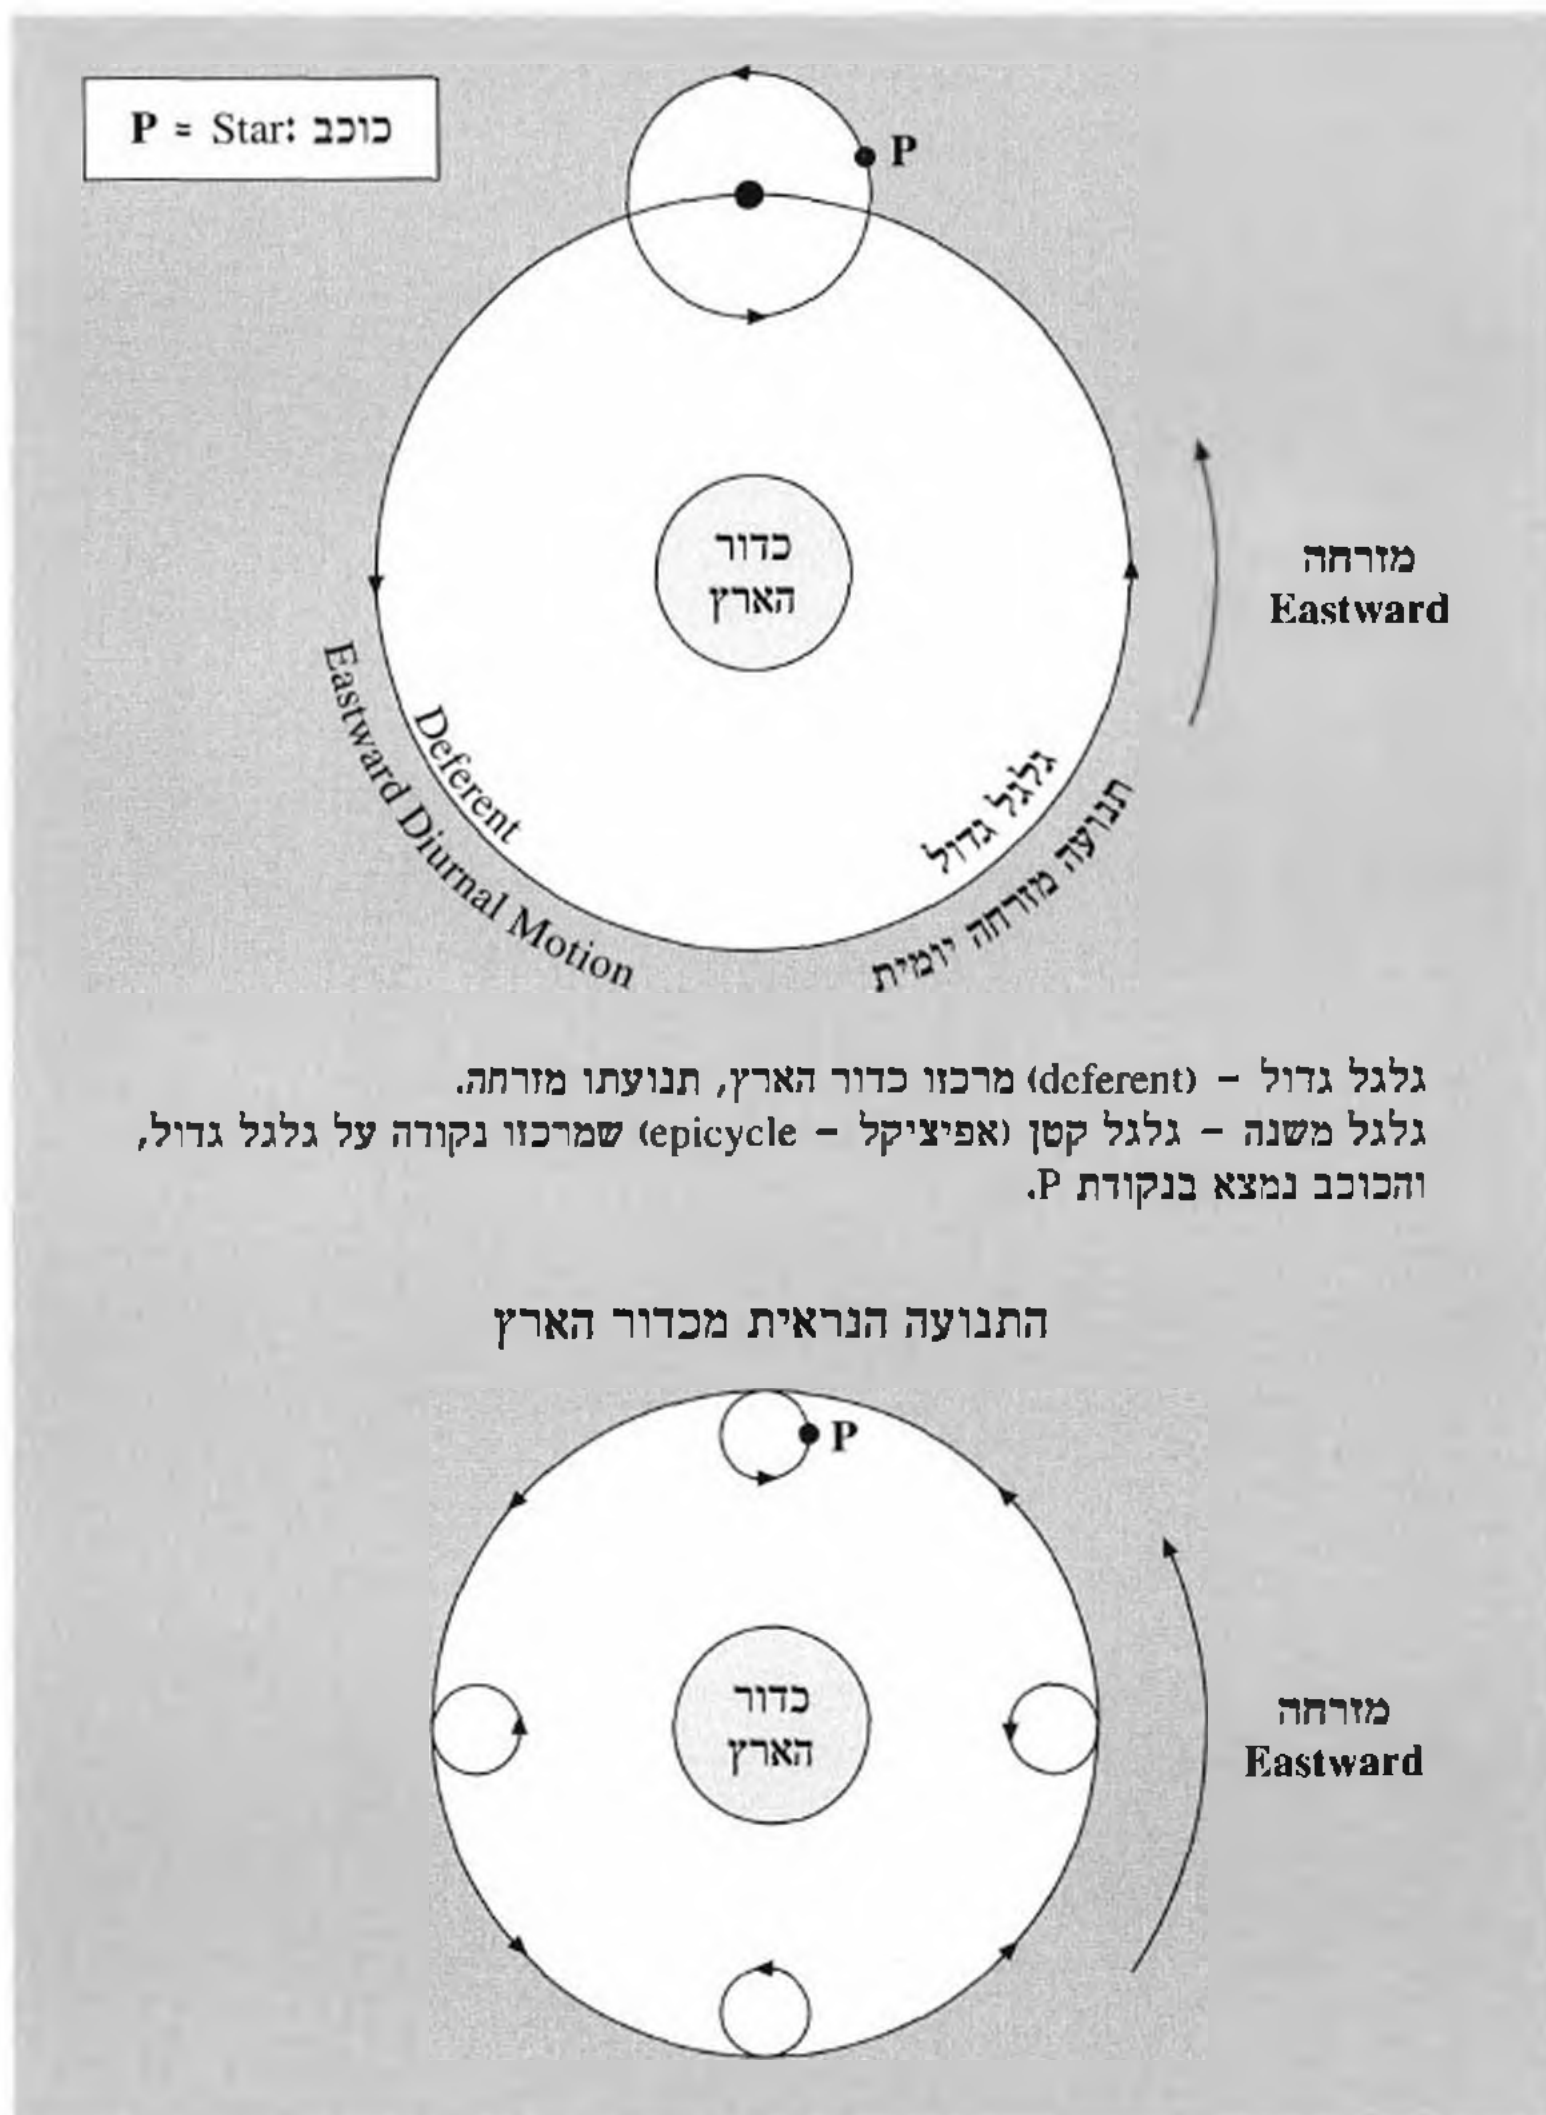 P = Star: כוכב
P
כדור
הארץ
מזרחה
Eastward
Deferent
Eastward Diurnal Motion
גלגל גדול
תנועה מזרחה יומית
גלגל גדול – (deferent) מרכזו כדור הארץ, תנועתו מזרחה.
גלגל משנה – גלגל קטן (אפיציקל – epicycle) שמרכזו נקודה על גלגל גדול,
והכוכב נמצא בנקודת P.
התנועה הנראית מכדור הארץ
P
כדור
הארץ
מזרחה
Eastward